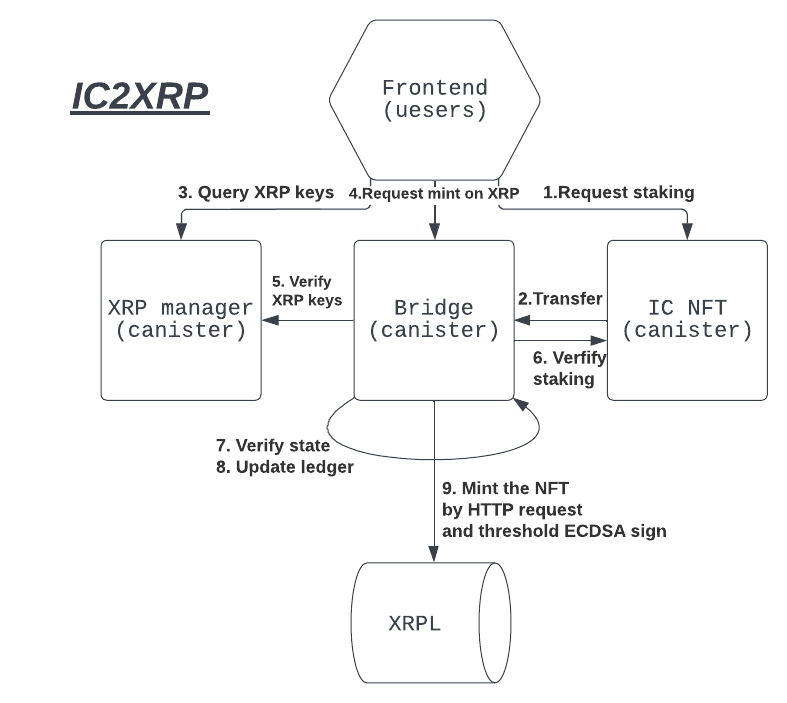 Frontend
(uesers)
IC2XRP
3. Query XRP keys
4.Request mint on XRP
1.Request staking
XRP manager
(canister)
5. Verify
XRP keys
Bridge
(canister)
2.Transfer
6. Verfify
staking
IC NFT
(canister)
7. Verify state
8. Update ledger
9. Mint the NFT
by HTTP request
and threshold ECDSA sign
XRPL